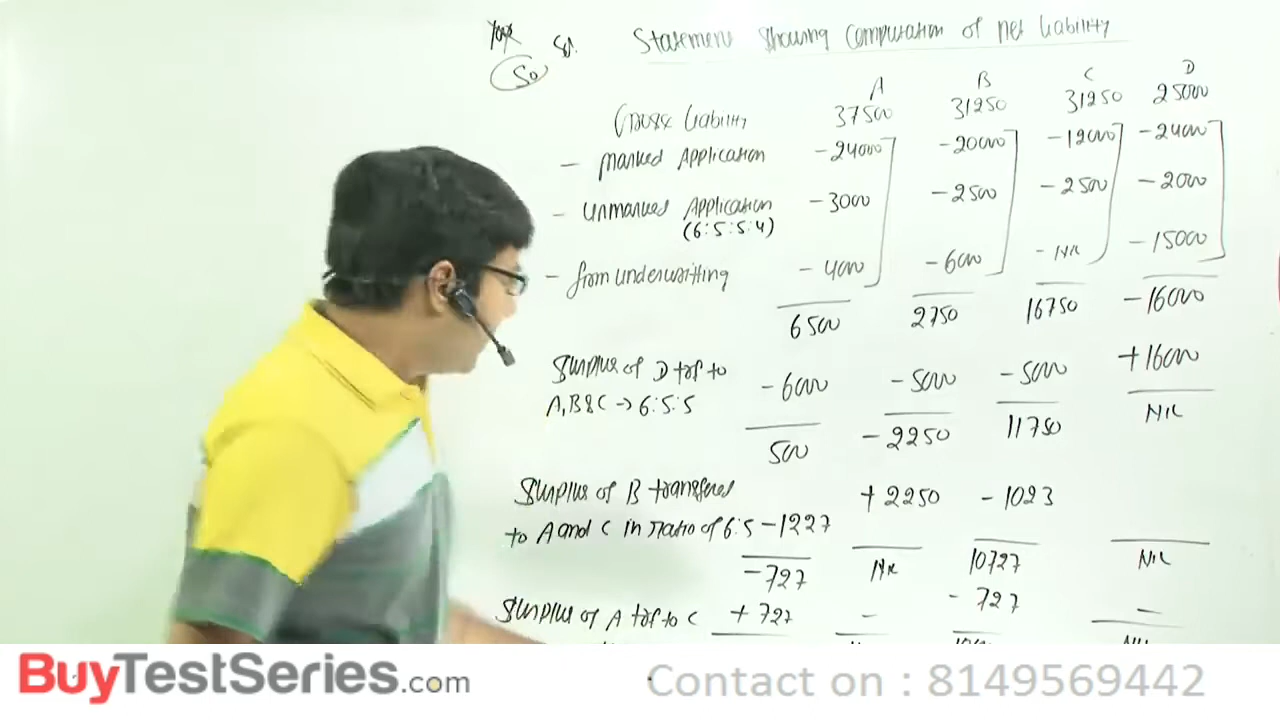 Sol.
Statement Showing Computation of net liability
A B C D
Gross liability 37500 31250 31250 25000
- Marked Application -24000 -20000 -12000 -24000
- Unmarked Application -3000 -2500 -2500 -2000
(6:5:5:4)
- from underwritting -4000 -6000 - Nil -15000
6500 2750 16750 -16000
Surplus of D tsf to -6000 -5000 -5000 +16000
A, B & C → 6:5:5
500 -2250 11750 Nil
Surplus of B transfer +2250 -1023
to A and C in ratio of 6:5 -1227
-727 Nil 10727 Nil
Surplus of A tsf to C +727 - -727 -
BuyTestSeries.com
Contact on : 8149569442